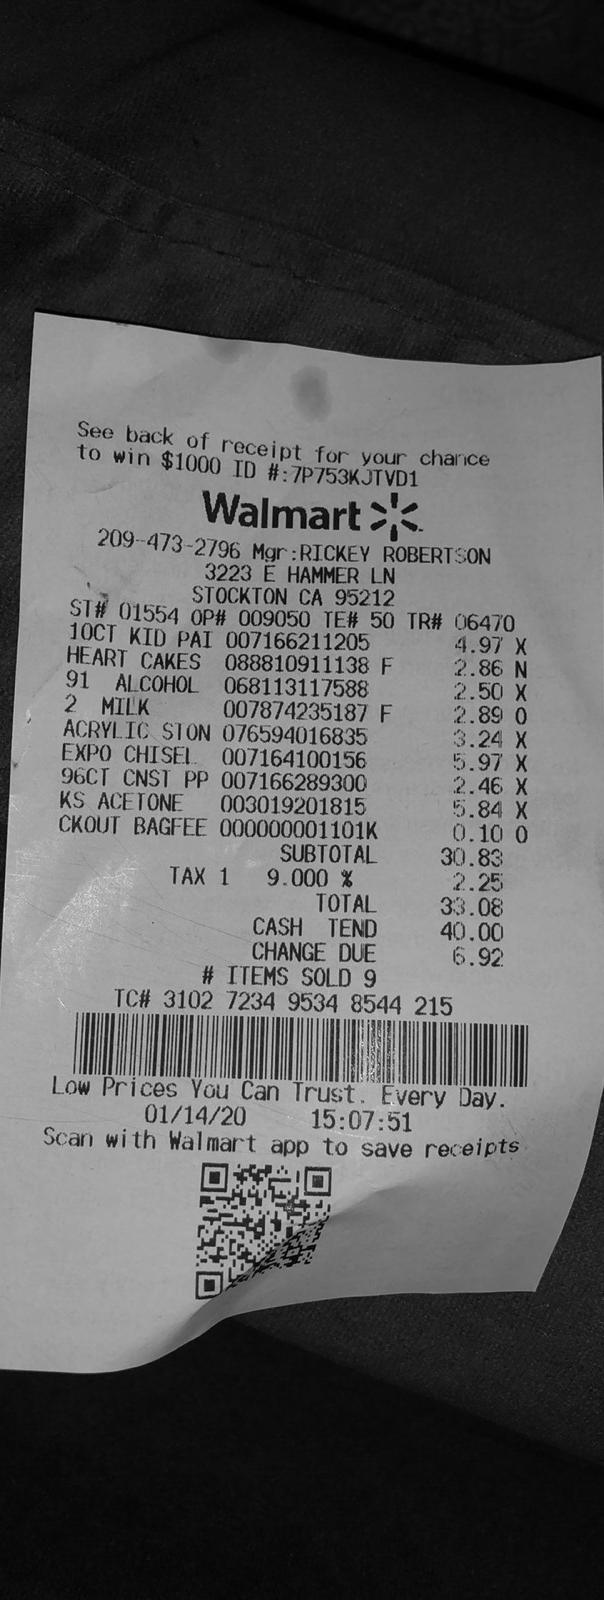 See back of receipt for your chance
to win $1000 ID #:7P753KJTVD1
Walmart
209-473-2796 Mgr:RICKEY ROBERTSON
3223 E HAMMER LN
STOCKTON CA 95212
ST# 01554 OP# 009050 TE# 50 TR# 06470
10CT KID PAI 007166211205 4.97 X
HEART CAKES 088810911138 F 2.86 N
91 ALCOHOL 068113117588 2.50 X
2 MILK 007874235187 F 2.89 O
ACRYLIC STON 076594016835 3.24 X
EXPO CHISEL 007164100156 5.97 X
96CT CNST PP 007166289300 2.46 X
KS ACETONE 003019201815 5.84 X
CKOUT BAGFEE 000000001101K 0.10 O
SUBTOTAL 30.83
TAX 1 9.000 % 2.25
TOTAL 33.08
CASH TEND 40.00
CHANGE DUE 6.92
# ITEMS SOLD 9
TC# 3102 7234 9534 8544 215
Low Prices You Can Trust. Every Day.
01/14/20 15:07:51
Scan with Walmart app to save receipts